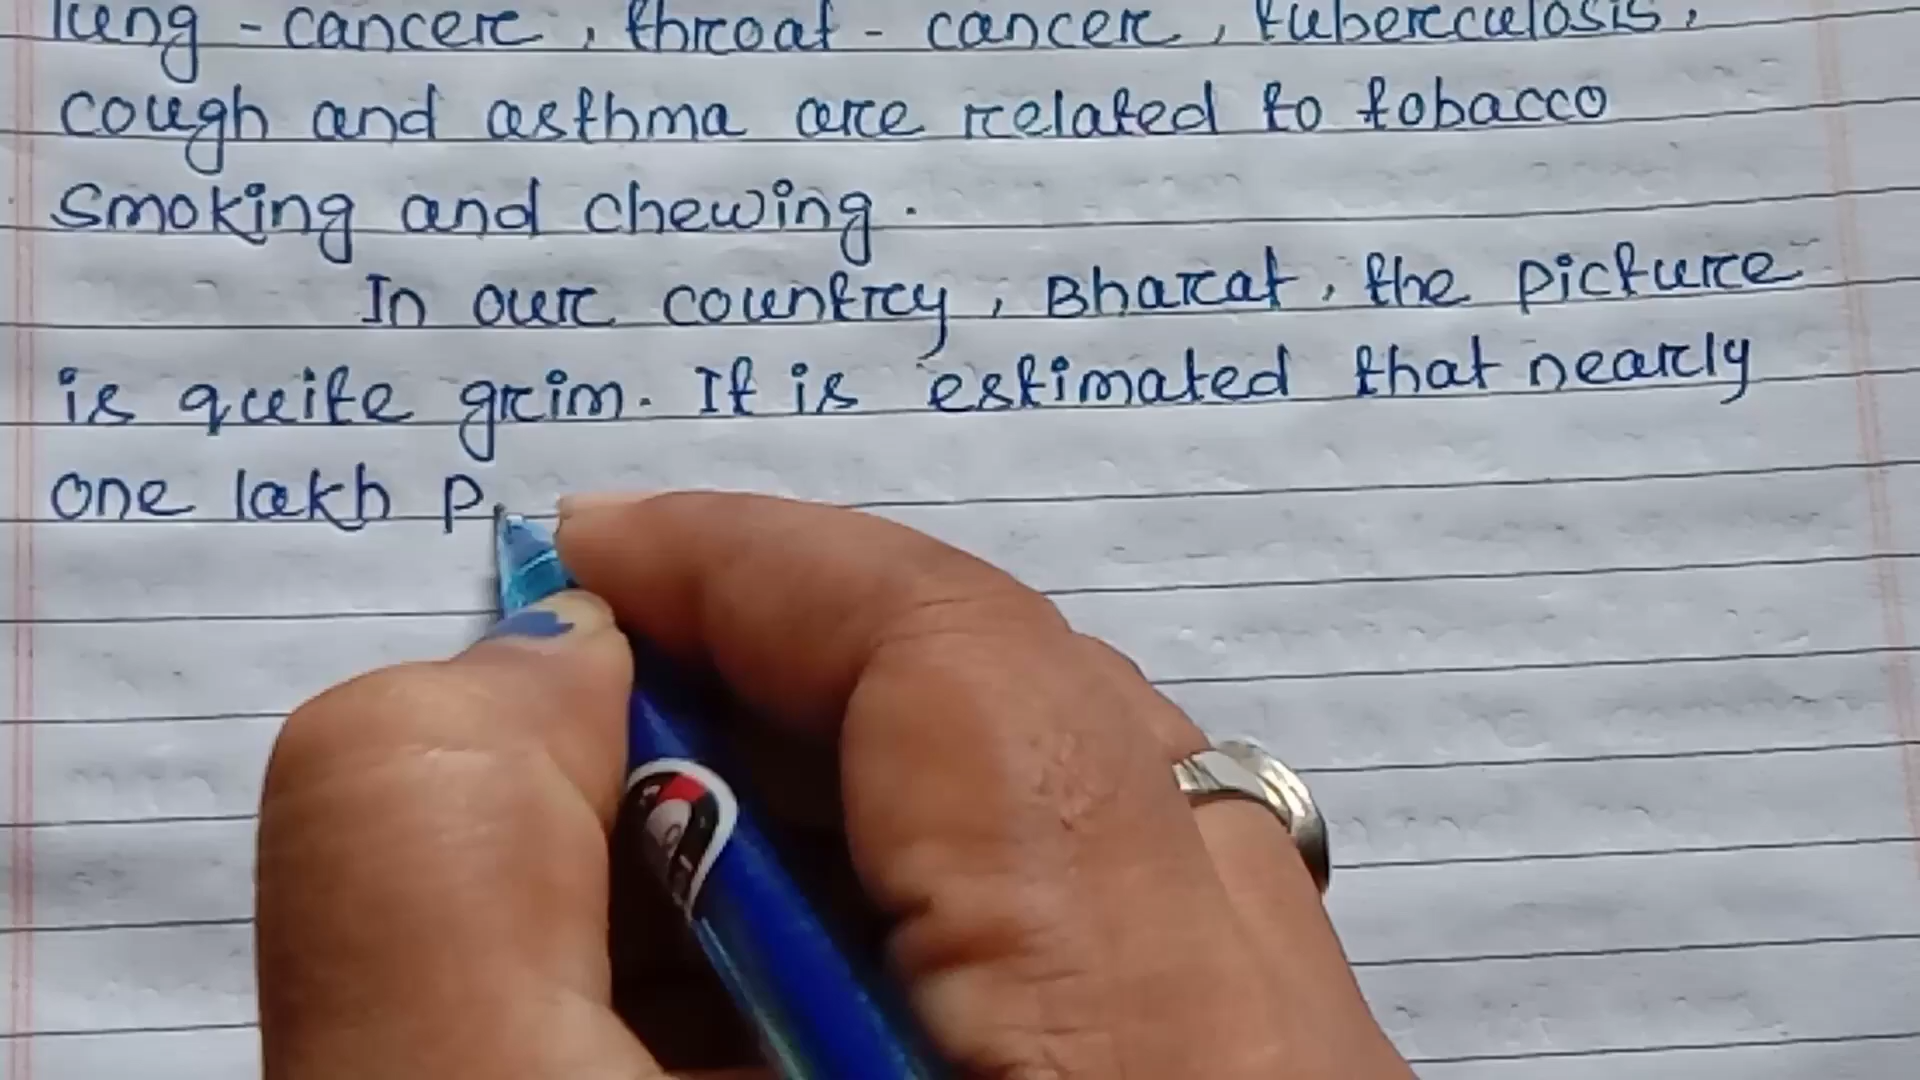 lung - cancer, throat - cancer, tuberculosis,
cough and asthma are related to tobacco
smoking and chewing.
In our country, Bharat, the picture
is quite grim. It is estimated that nearly
one lakh p